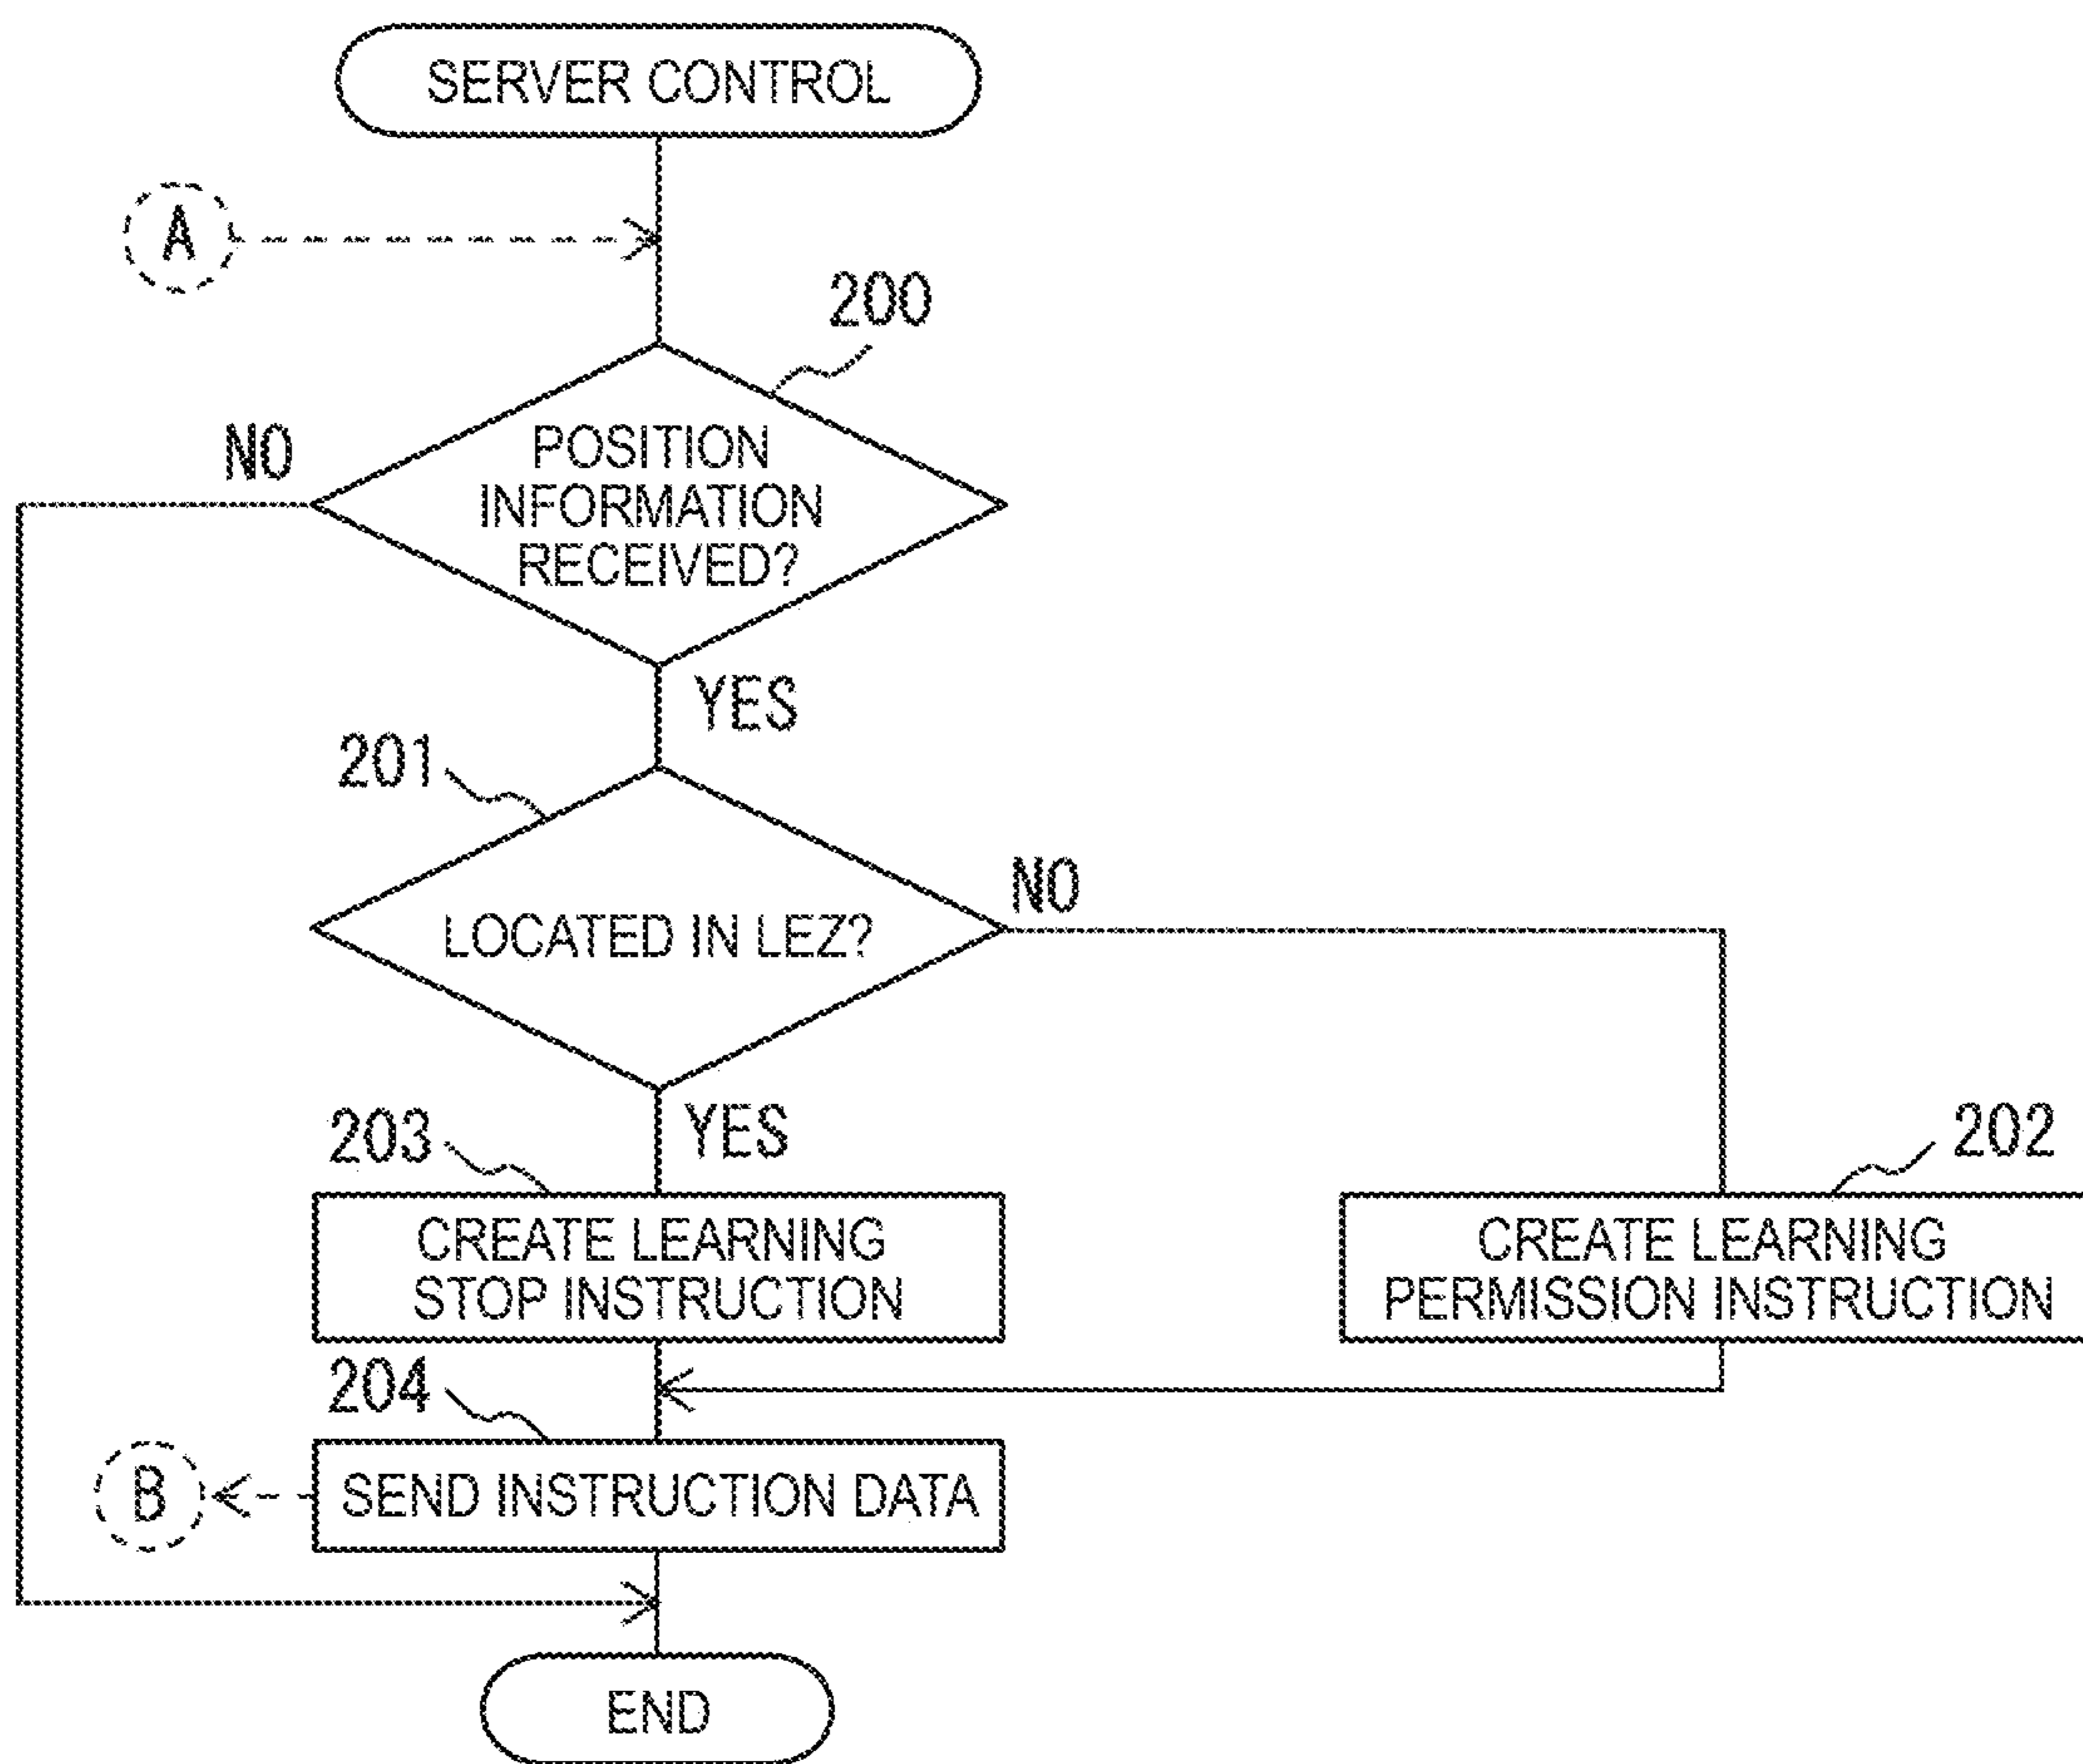 SERVER CONTROL
A
200
NO
POSITION
INFORMATION
RECEIVED?
YES
201
NO
LOCATED IN LEZ?
203
YES
202
CREATE LEARNING
STOP INSTRUCTION
CREATE LEARNING
PERMISSION INSTRUCTION
204
B
SEND INSTRUCTION DATA
END